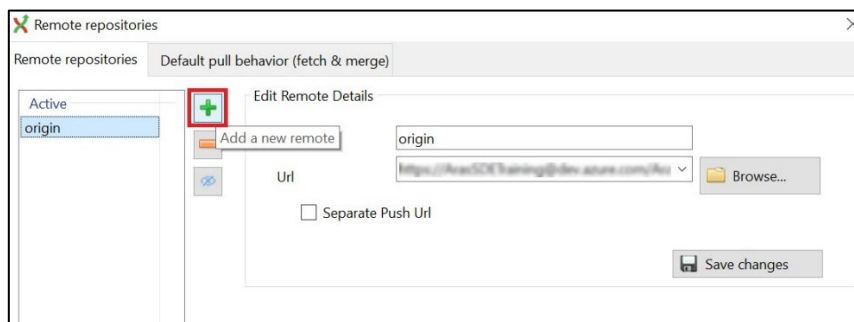 Remote repositories
Remote repositories Default pull behavior (fetch & merge)
Active
origin
Edit Remote Details
Add a new remote
origin
Url
Browse...
Separate Push Url
Save changes